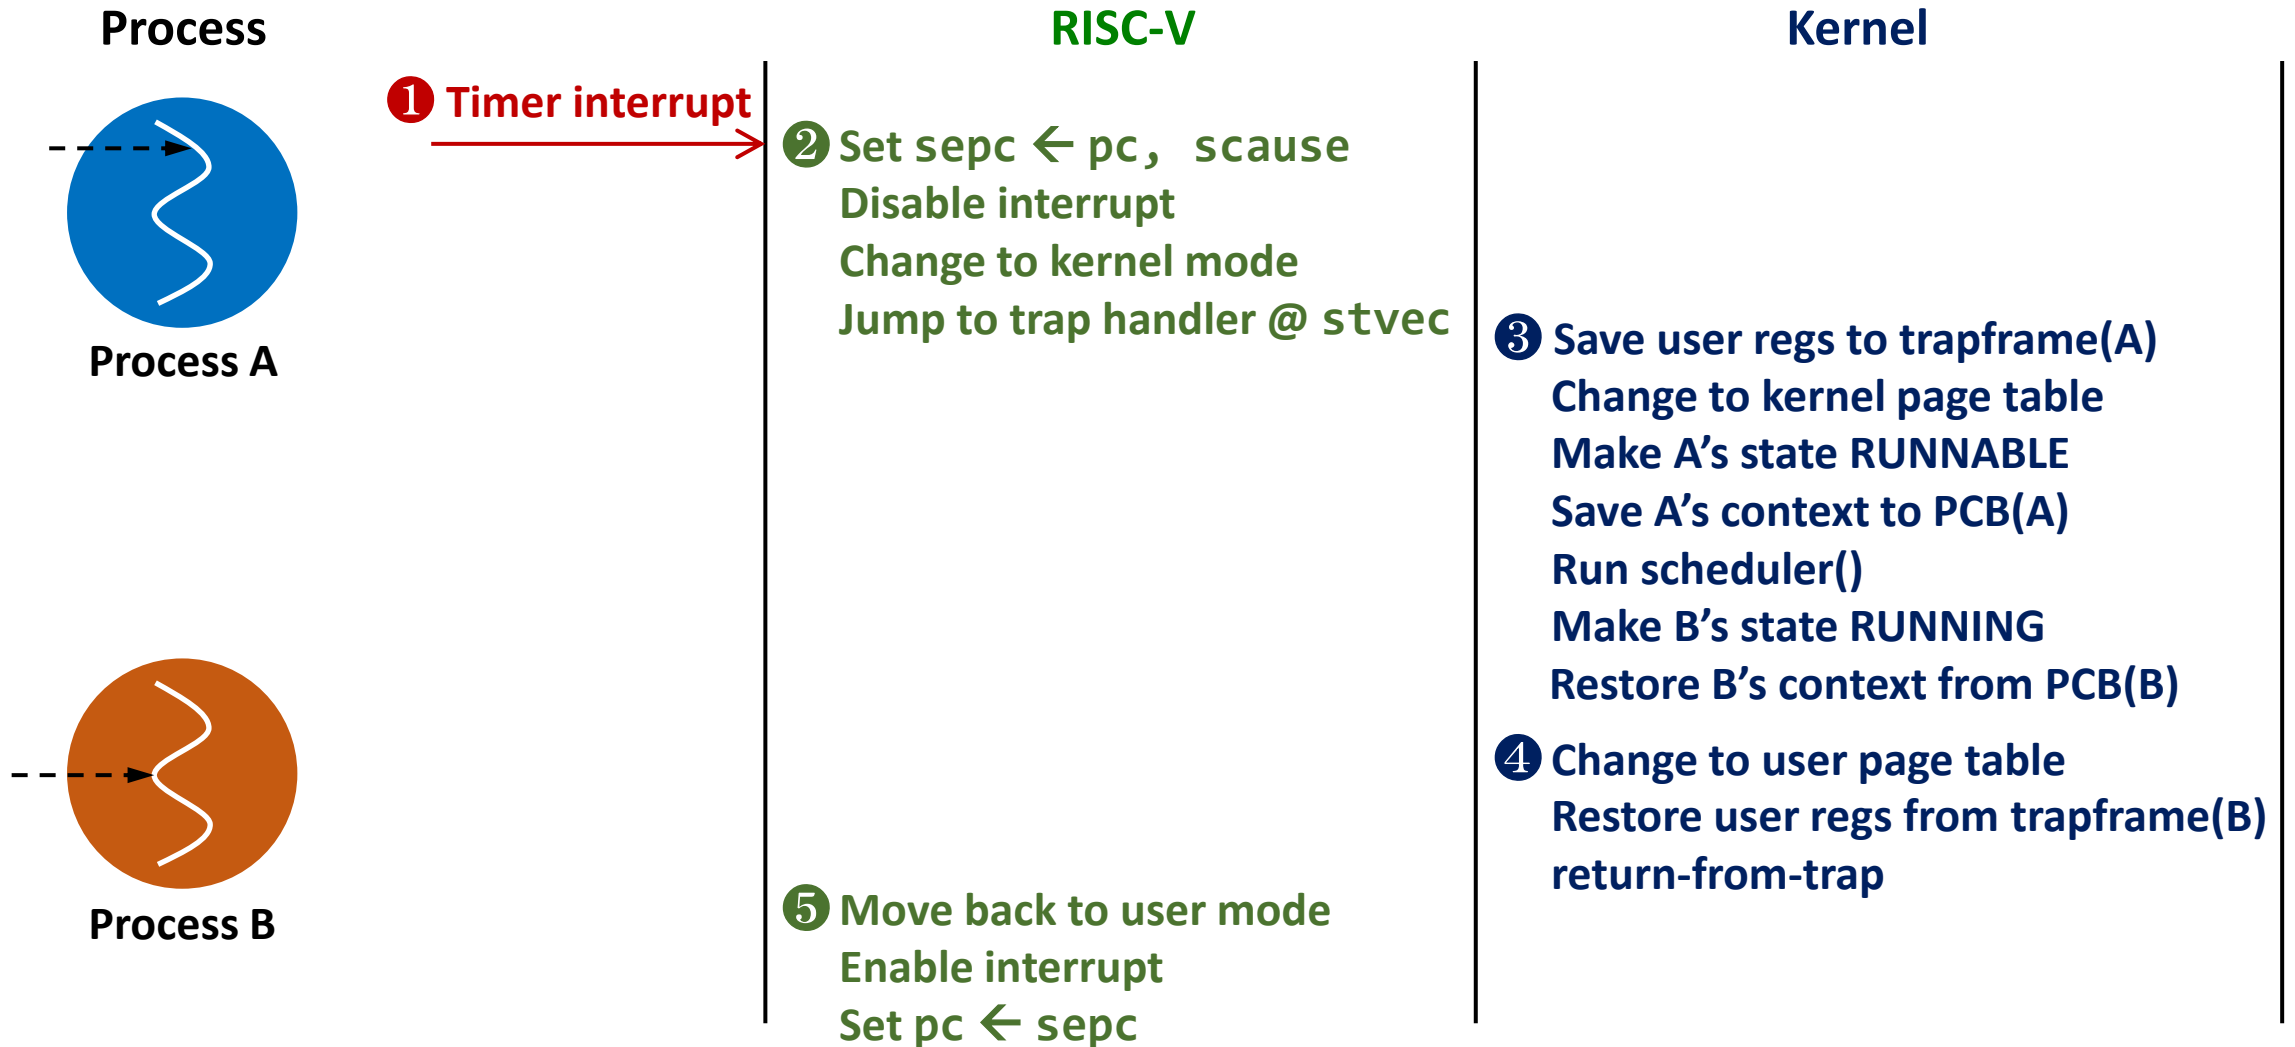 Process
RISC-V
Kernel
❶ Timer interrupt
Process A
❷ Set sepc ← pc, scause
Disable interrupt
Change to kernel mode
Jump to trap handler @ stvec
❸ Save user regs to trapframe(A)
Change to kernel page table
Make A’s state RUNNABLE
Save A’s context to PCB(A)
Run scheduler()
Make B’s state RUNNING
Restore B’s context from PCB(B)
❹ Change to user page table
Restore user regs from trapframe(B)
return-from-trap
Process B
❺ Move back to user mode
Enable interrupt
Set pc ← sepc